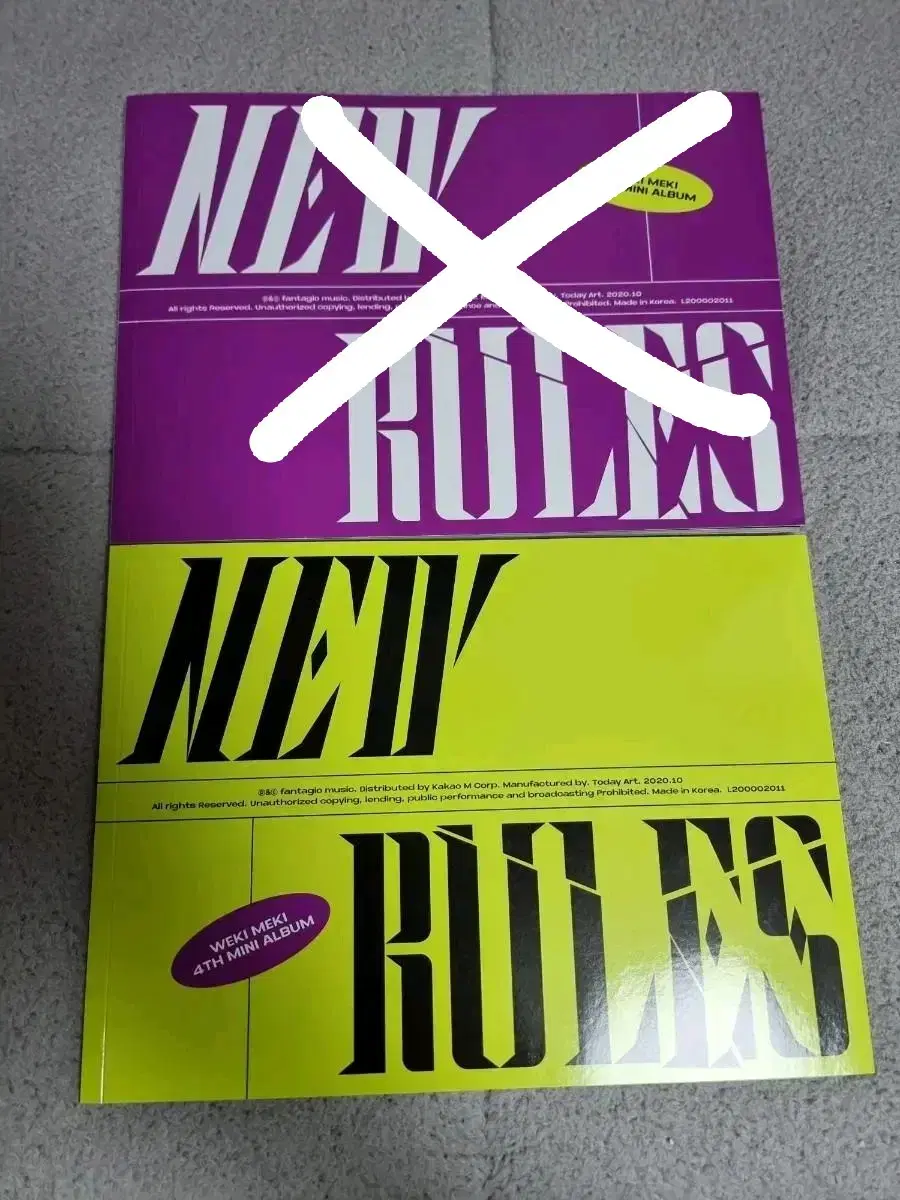 NEW
MEKI
MINI ALBUM
℗&© fantagio music. Distributed Today Art. 2020.10
All rights Reserved. Unauthorized copying, lending, Prohibited. Made in Korea. L200002011
RULES
NEW
℗&© fantagio music. Distributed by Kakao M Corp. Manufactured by. Today Art. 2020.10
All rights Reserved. Unauthorized copying, lending, public performance and broadcasting Prohibited. Made in Korea. L200002011
WEKI MEKI
4TH MINI ALBUM
RULES